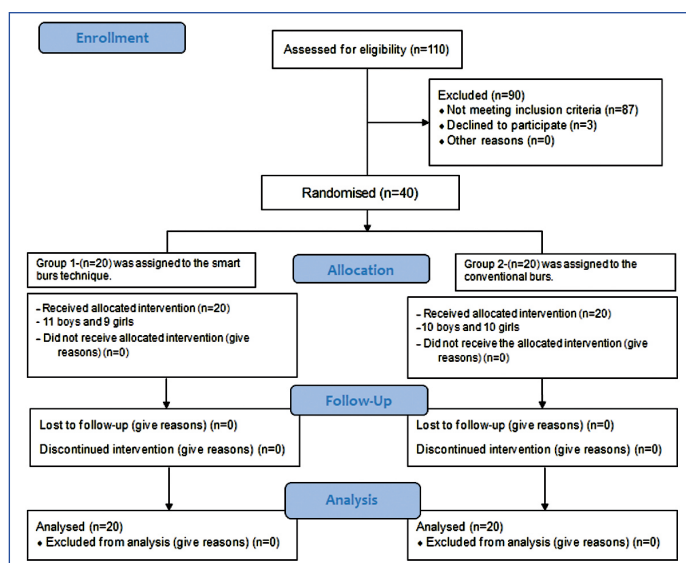 Enrollment
Assessed for eligibility (n=110)
Excluded (n=90)
♦ Not meeting inclusion criteria (n=87)
♦ Declined to participate (n=3)
♦ Other reasons (n=0)
Randomised (n=40)
Group 1-(n=20) was assigned to the smart
burs technique.
Allocation
Group 2-(n=20) was assigned to the
conventional burs.
- Received allocated intervention (n=20)
- 11 boys and 9 girls
- Did not receive allocated intervention (give
reasons) (n=0)
- Received allocated intervention (n=20)
-10 boys and 10 girls
- Did not receive the allocated intervention (give
reasons) (n=0)
Follow-Up
Lost to follow-up (give reasons) (n=0)
Discontinued intervention (give reasons) (n=0)
Lost to follow-up (give reasons) (n=0)
Discontinued intervention (give reasons) (n=0)
Analysis
Analysed (n=20)
♦ Excluded from analysis (give reasons) (n=0)
Analysed (n=20)
♦ Excluded from analysis (give reasons) (n=0)